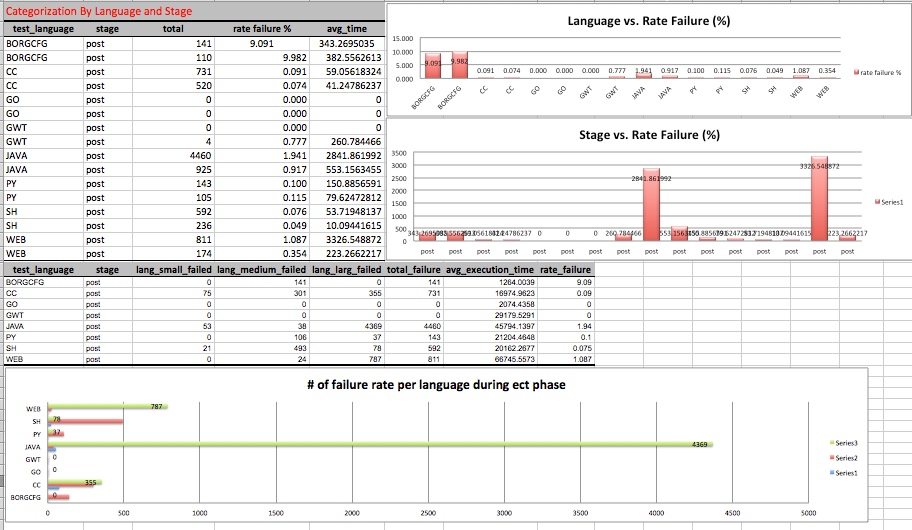 Categorization By Language and Stage
test_language stage total rate failure % avg_time
BORGCFG post 141 9.091 343.2695035
BORGCFG post 110 9.982 382.5562613
CC post 731 0.091 59.05618324
CC post 520 0.074 41.24786237
GO post 0 0.000 0
GO post 0 0.000 0
GWT post 0 0.000 0
GWT post 4 0.777 260.784466
JAVA post 4460 1.941 2841.861992
JAVA post 925 0.917 553.1563455
PY post 143 0.100 150.8856591
PY post 105 0.115 79.62472812
SH post 592 0.076 53.71948137
SH post 236 0.049 10.09441615
WEB post 811 1.087 3326.548872
WEB post 174 0.354 223.2662217
Language vs. Rate Failure (%)
15.000
10.000
5.000
0.000
9.091 9.982 0.091 0.074 0.000 0.000 0.000 0.777 1.941 0.917 0.100 0.115 0.076 0.049 1.087 0.354
BORGCFG BORGCFG CC CC GO GO GWT GWT JAVA JAVA PY PY SH SH WEB WEB
rate failure %
Stage vs. Rate Failure (%)
3500
3000
2500
2000
1500
1000
500
0
3326.548872
2841.861992
0 0 0 260.784466 223.2662217
post post post post post post post post post post post post post post post post
Series1
test_language stage lang_small_failed lang_medium_failed lang_larg_failed total_failure avg_execution_time rate_failure
BORGCFG post 0 141 0 141 1264.0039 9.09
CC post 75 301 355 731 16974.9623 0.09
GO post 0 0 0 0 2074.4358 0
GWT post 0 0 0 0 29179.5291 0
JAVA post 53 38 4369 4460 45794.1397 1.94
PY post 0 106 37 143 21204.4648 0.1
SH post 21 493 78 592 20162.2677 0.075
WEB post 0 24 787 811 66745.5573 1.087
# of failure rate per language during ect phase
WEB 787
SH 78
PY 37
JAVA 4369
GWT 0
GO 0
CC 355
BORGCFG 0
0 500 1000 1500 2000 2500 3000 3500 4000 4500 5000
Series3
Series2
Series1